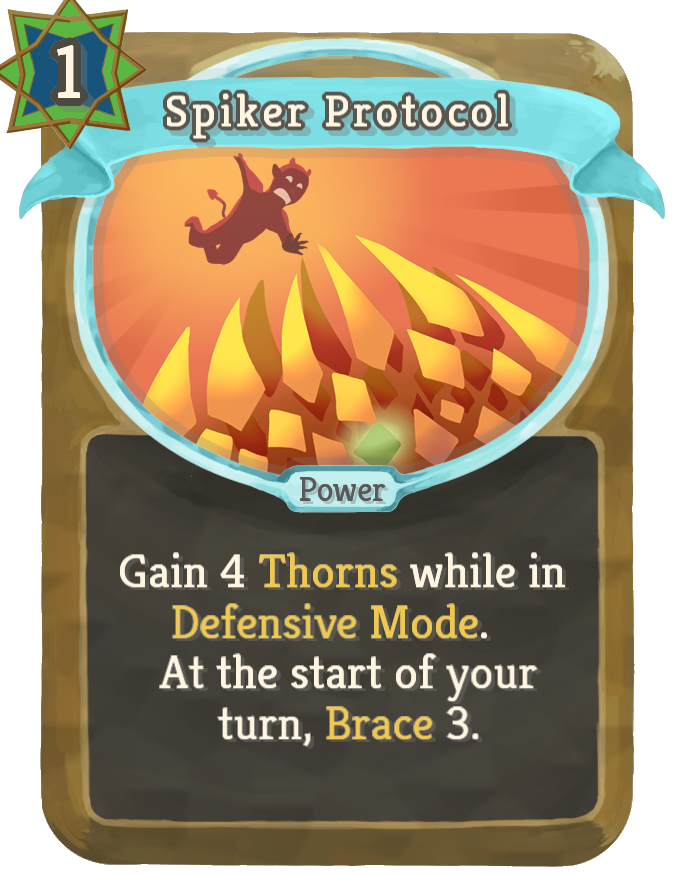 1
Spiker Protocol
Power
Gain 4 Thorns while in
Defensive Mode.
At the start of your
turn, Brace 3.